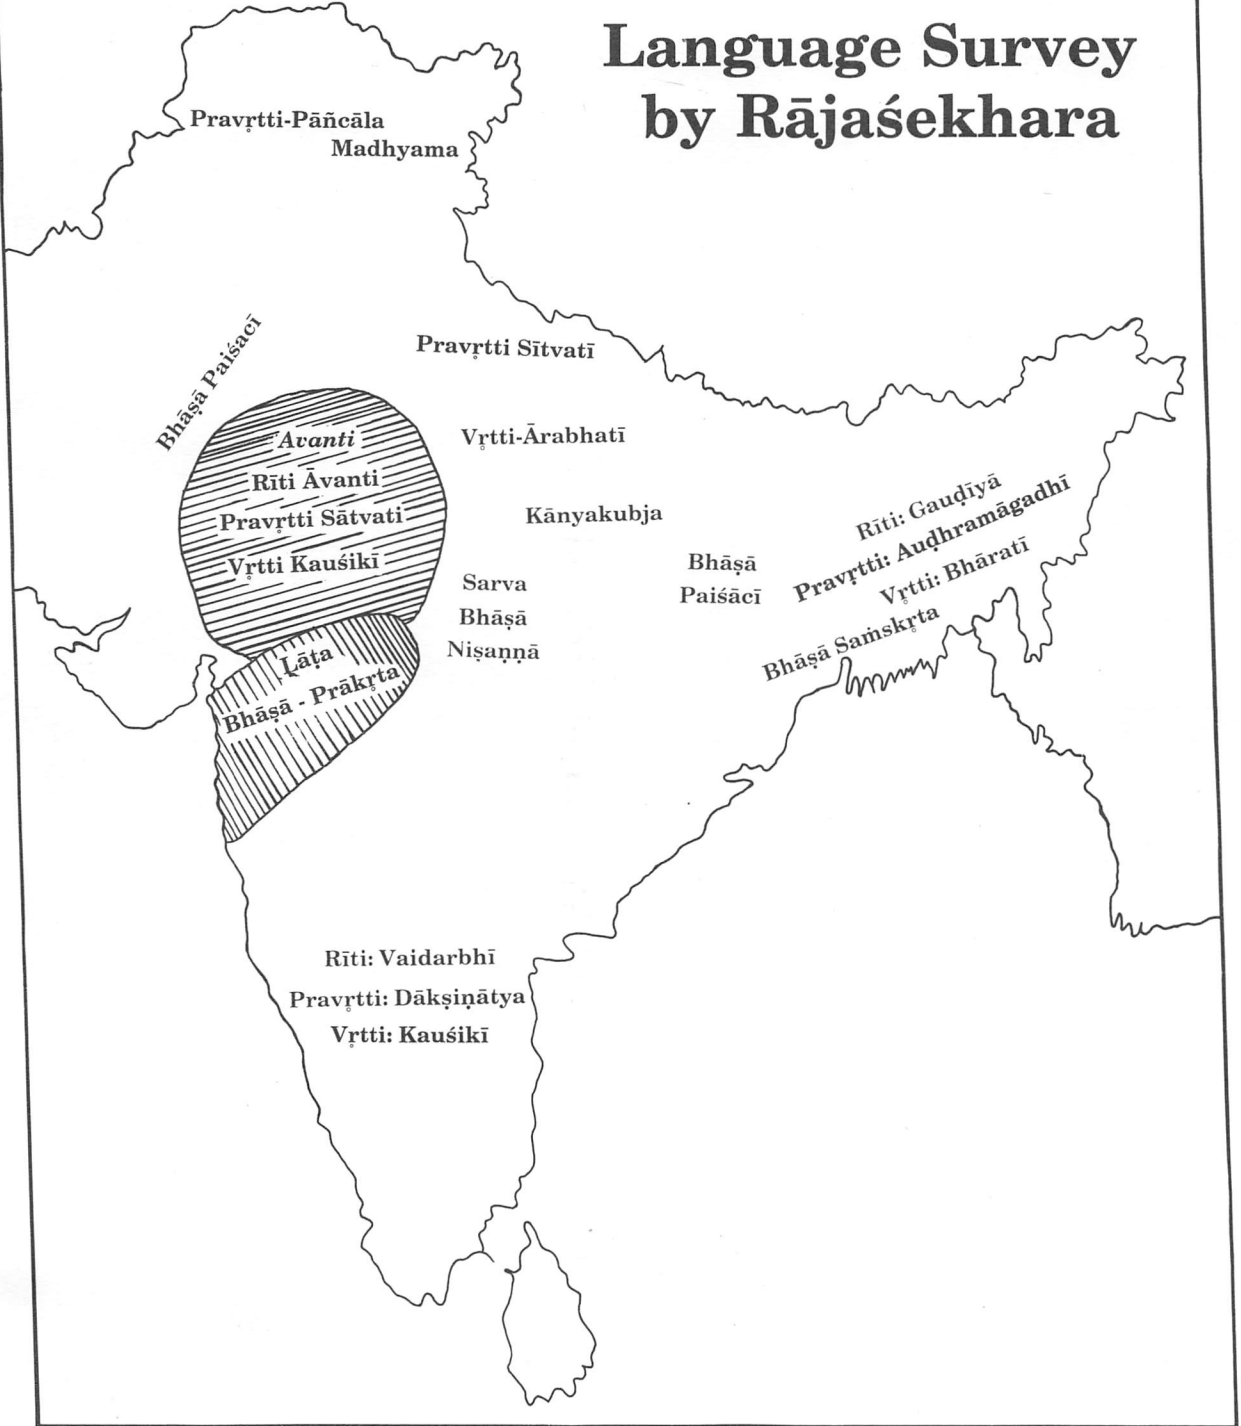 Language Survey
by Rājaśekhara
Pravṛtti-Pāñcāla
Madhyama
Bhāṣā Paiśacī
Pravṛtti Sītvatī
Avanti
Rīti Āvanti
Pravṛtti Sātvati
Vṛtti Kauśikī
Vṛtti-Ārabhatī
Kānyakubja
Sarva
Bhāṣā
Niṣaṇṇā
Bhāṣā
Paiśācī
Rīti: Gauḍīyā
Pravṛtti: Auḍhramāgadhī
Vṛtti: Bhāratī
Bhāṣā Saṁskṛta
Lāṭa
Bhāṣā - Prākṛta
Rīti: Vaidarbhī
Pravṛtti: Dākṣiṇātya
Vṛtti: Kauśikī